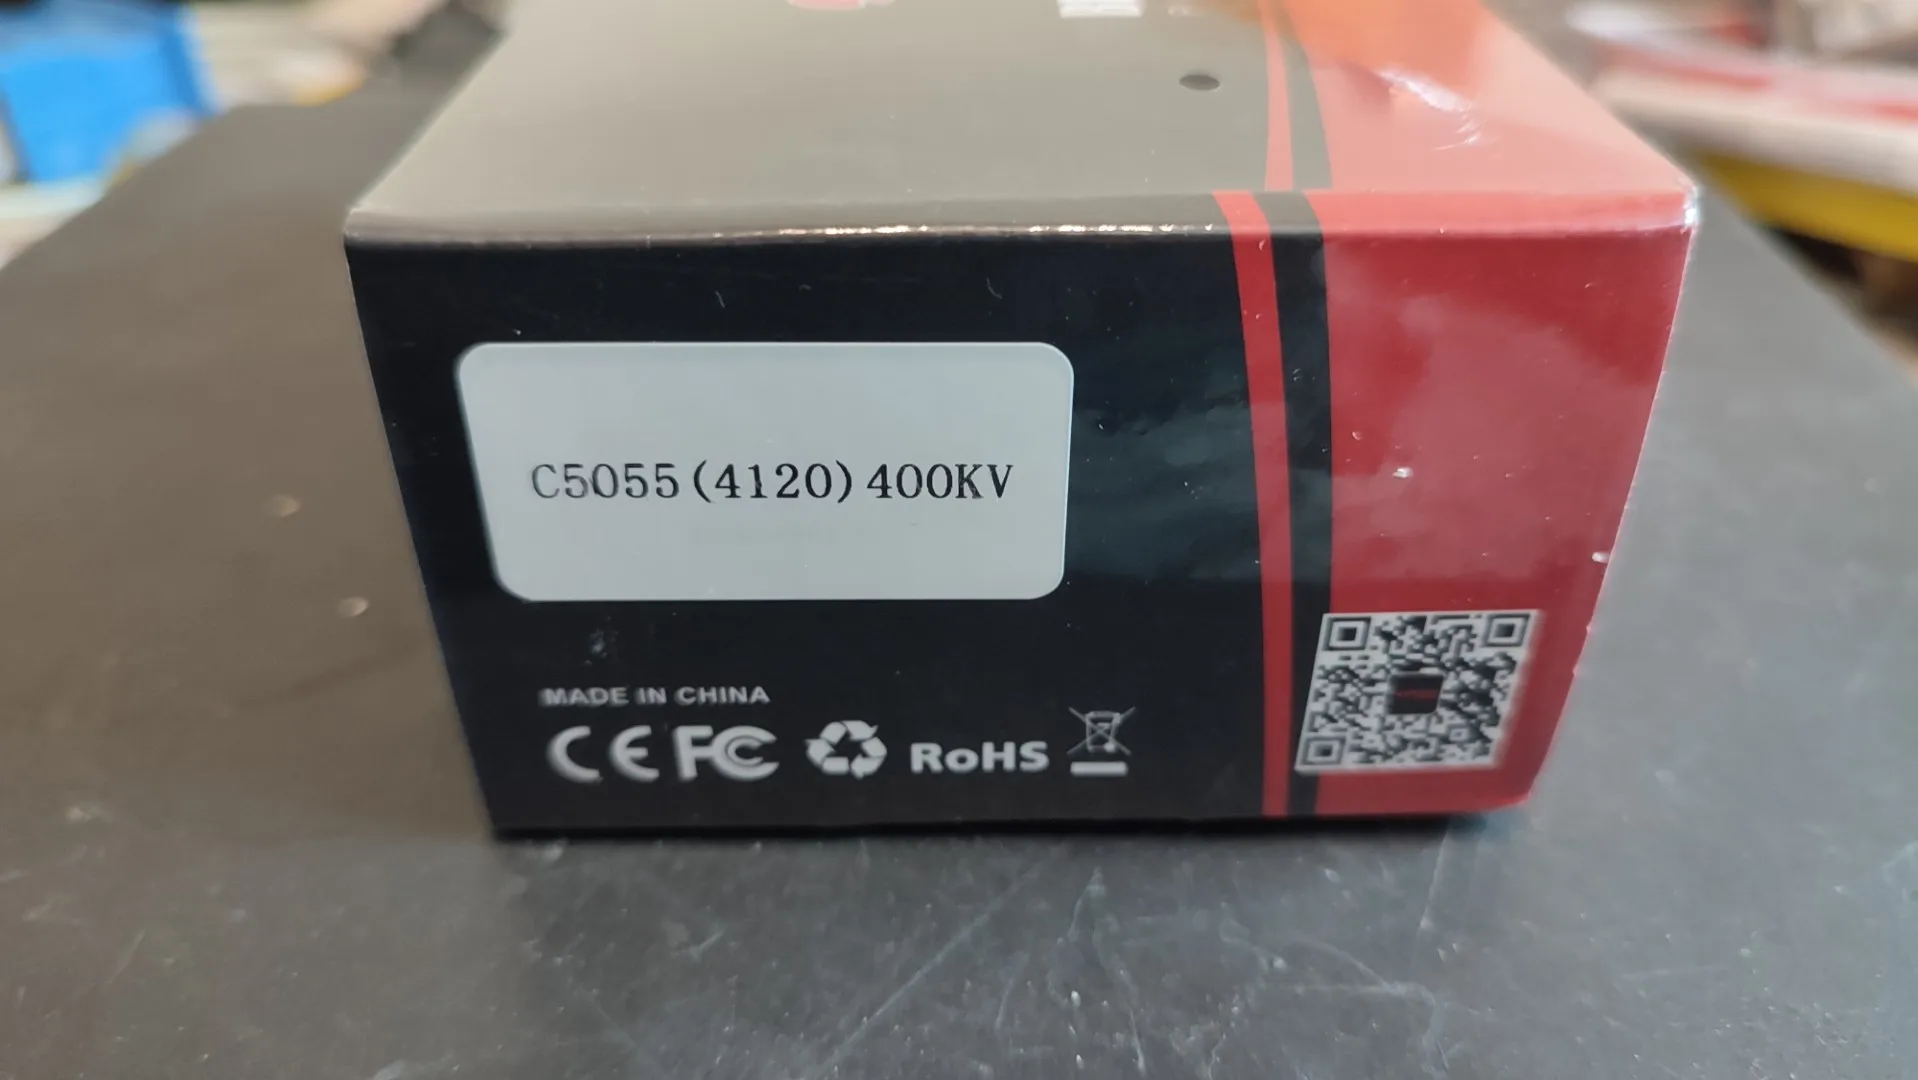 C5055(4120)400KV
MADE IN CHINA
CE FC RoHS